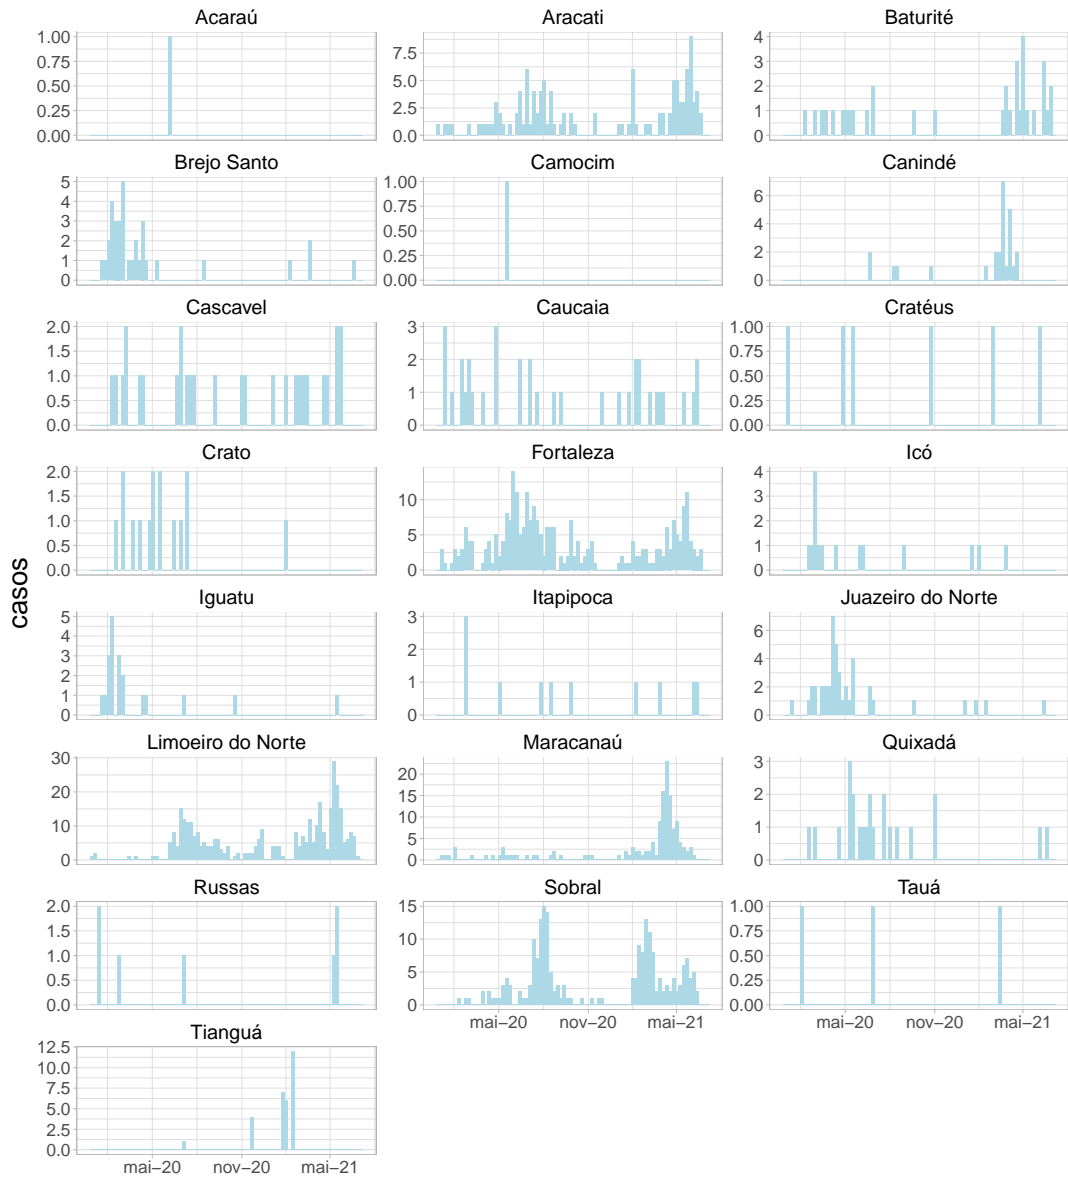 Acaraú Aracati Baturité
1.00 0.75 0.50 0.25 0.00
7.5 5.0 2.5 0.0
4 3 2 1 0
Brejo Santo Camocim Canindé
5 4 3 2 1 0
1.00 0.75 0.50 0.25 0.00
6 4 2 0
Cascavel Caucaia Cratéus
2.0 1.5 1.0 0.5 0.0
3 2 1 0
1.00 0.75 0.50 0.25 0.00
Crato Fortaleza Icó
2.0 1.5 1.0 0.5 0.0
10 5 0
4 3 2 1 0
casos
Iguatu Itapipoca Juazeiro do Norte
5 4 3 2 1 0
3 2 1 0
6 4 2 0
Limoeiro do Norte Maracanaú Quixadá
30 20 10 0
20 15 10 5 0
3 2 1 0
Russas Sobral Tauá
2.0 1.5 1.0 0.5 0.0
15 10 5 0
1.00 0.75 0.50 0.25 0.00
mai−20 nov−20 mai−21 mai−20 nov−20 mai−21
Tianguá
12.5 10.0 7.5 5.0 2.5 0.0
mai−20 nov−20 mai−21